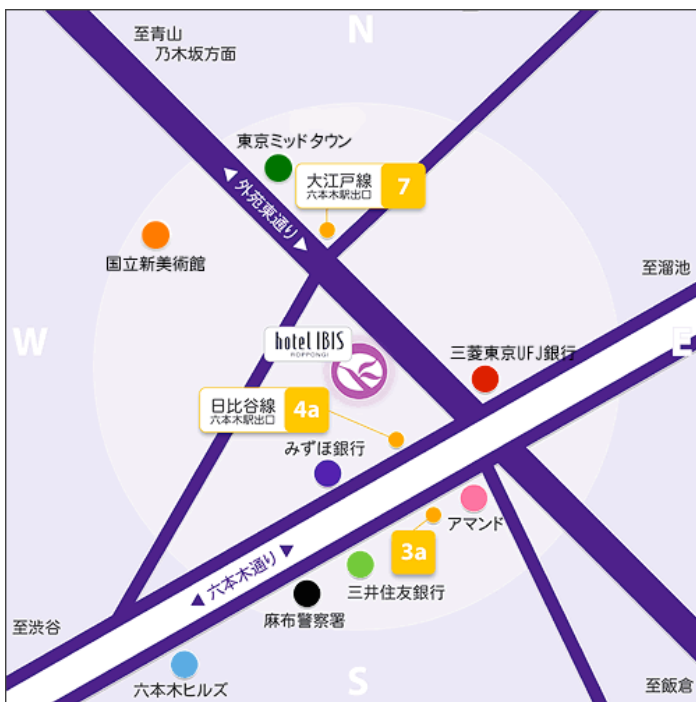 N
至青山
乃木坂方面
東京ミッドタウン
大江戸線
六本木駅出口
7
外苑東通り
国立新美術館
至溜池
W
hotel IBIS
ROPPONGI
E
三菱東京UFJ銀行
日比谷線
六本木駅出口
4a
みずほ銀行
アマンド
3a
六本木通り
三井住友銀行
麻布警察署
至渋谷
六本木ヒルズ
S
至飯倉